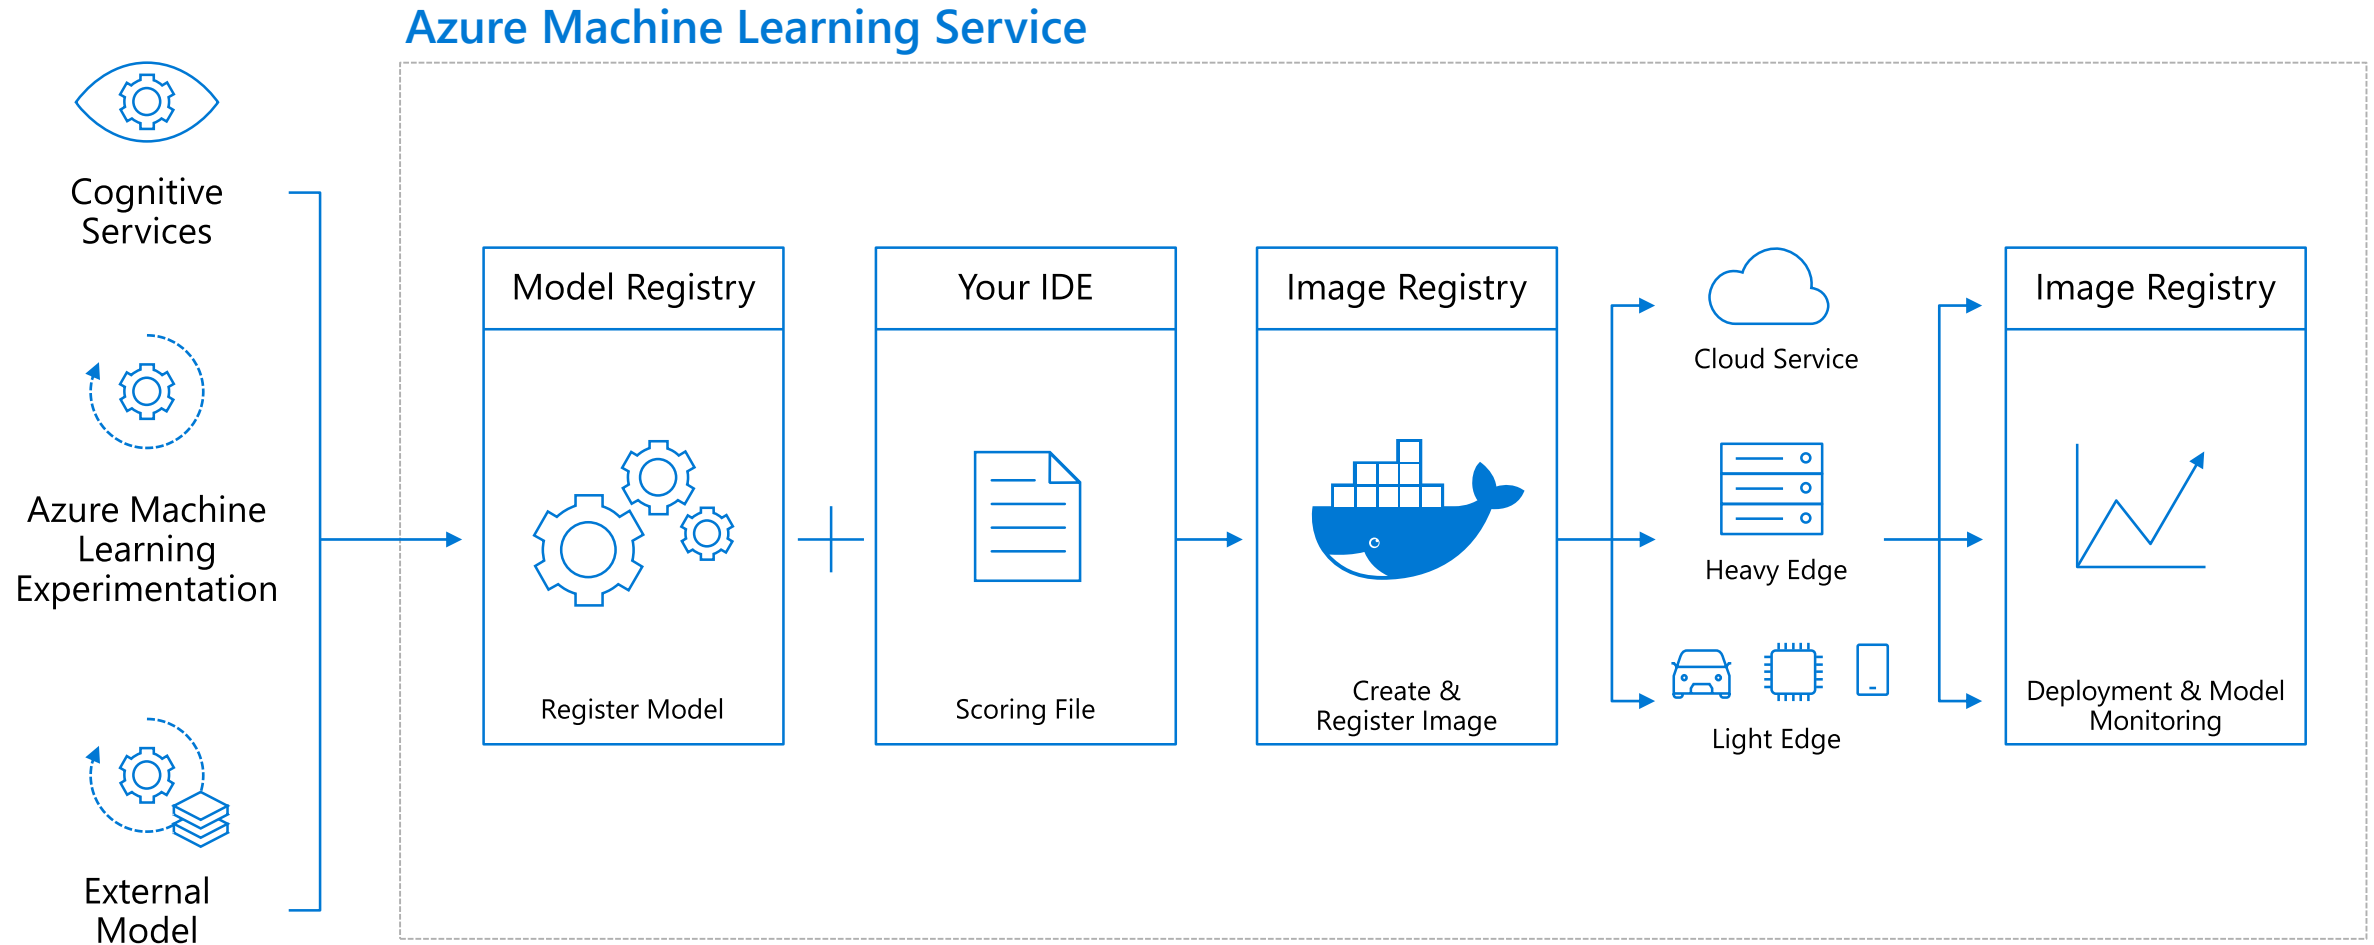 Azure Machine Learning Service
Cognitive
Services
Azure Machine
Learning
Experimentation
External
Model
Model Registry
Register Model
Your IDE
Scoring File
Image Registry
Create &
Register Image
Cloud Service
Heavy Edge
Light Edge
Image Registry
Deployment & Model
Monitoring